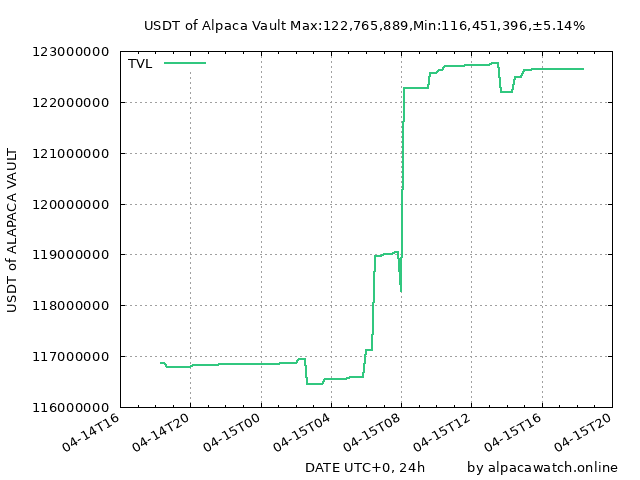 USDT of Alpaca Vault Max:122,765,889,Min:116,451,396,±5.14%
TVL
USDT of ALAPACA VAULT
123000000
122000000
121000000
120000000
119000000
118000000
117000000
116000000
04-14T16
04-14T20
04-15T00
04-15T04
04-15T08
04-15T12
04-15T16
04-15T20
DATE UTC+0, 24h
by alpacawatch.online